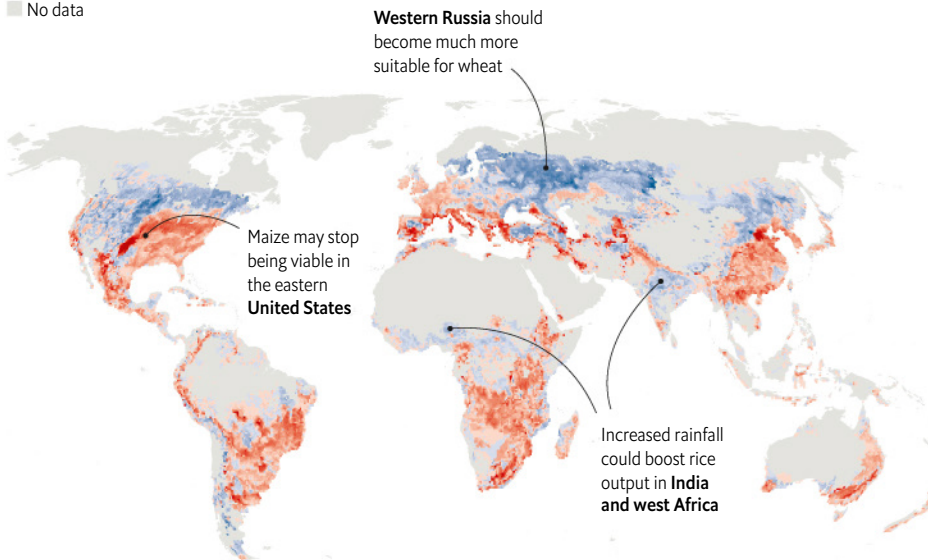 No data
Western Russia should
become much more
suitable for wheat
Maize may stop
being viable in
the eastern
United States
Increased rainfall
could boost rice
output in India
and west Africa